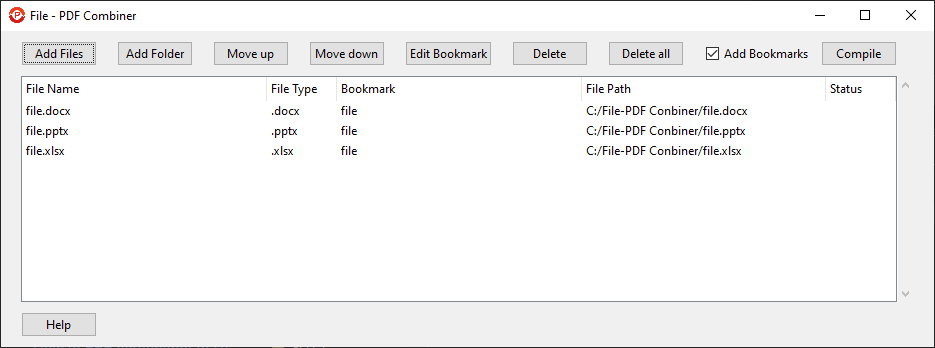 File - PDF Combiner
Add Files Add Folder Move up Move down Edit Bookmark Delete Delete all Add Bookmarks Compile
File Name File Type Bookmark File Path Status
file.docx .docx file C:/File-PDF Conbiner/file.docx
file.pptx .pptx file C:/File-PDF Conbiner/file.pptx
file.xlsx .xlsx file C:/File-PDF Conbiner/file.xlsx
Help